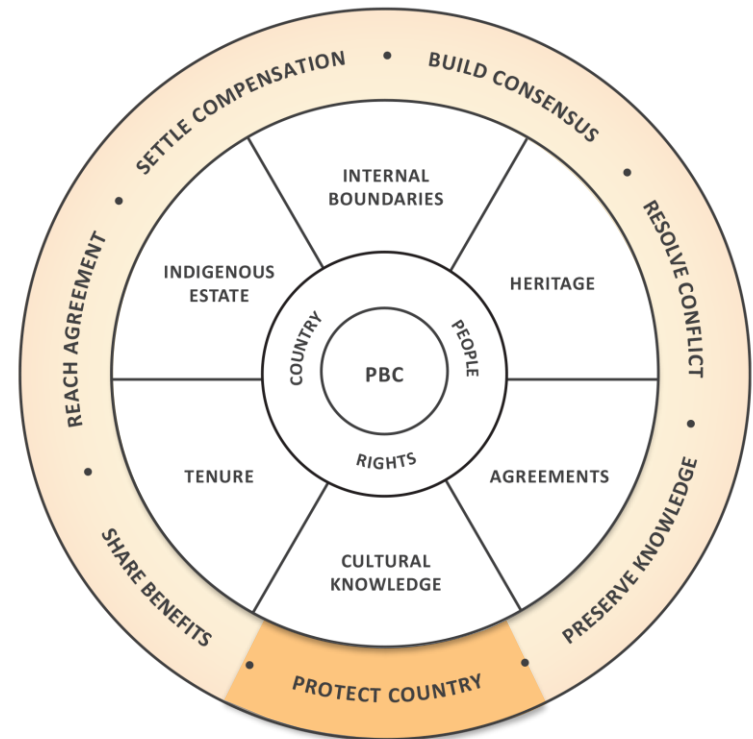 SETTLE COMPENSATION • BUILD CONSENSUS • RESOLVE CONFLICT • PRESERVE KNOWLEDGE • PROTECT COUNTRY • SHARE BENEFITS • REACH AGREEMENT •
INTERNAL
BOUNDARIES
HERITAGE
AGREEMENTS
CULTURAL
KNOWLEDGE
TENURE
INDIGENOUS
ESTATE
COUNTRY
PEOPLE
RIGHTS
PBC